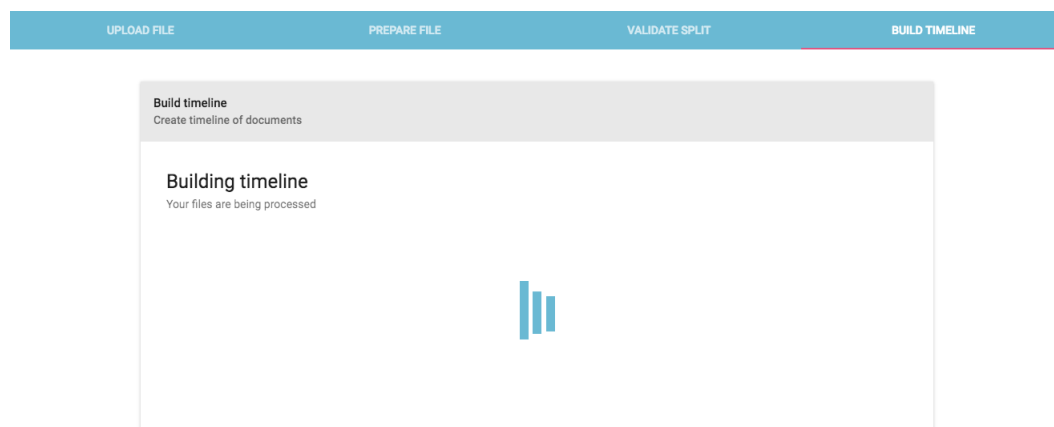 UPLOAD FILE
PREPARE FILE
VALIDATE SPLIT
BUILD TIMELINE
Build timeline
Create timeline of documents
Building timeline
Your files are being processed